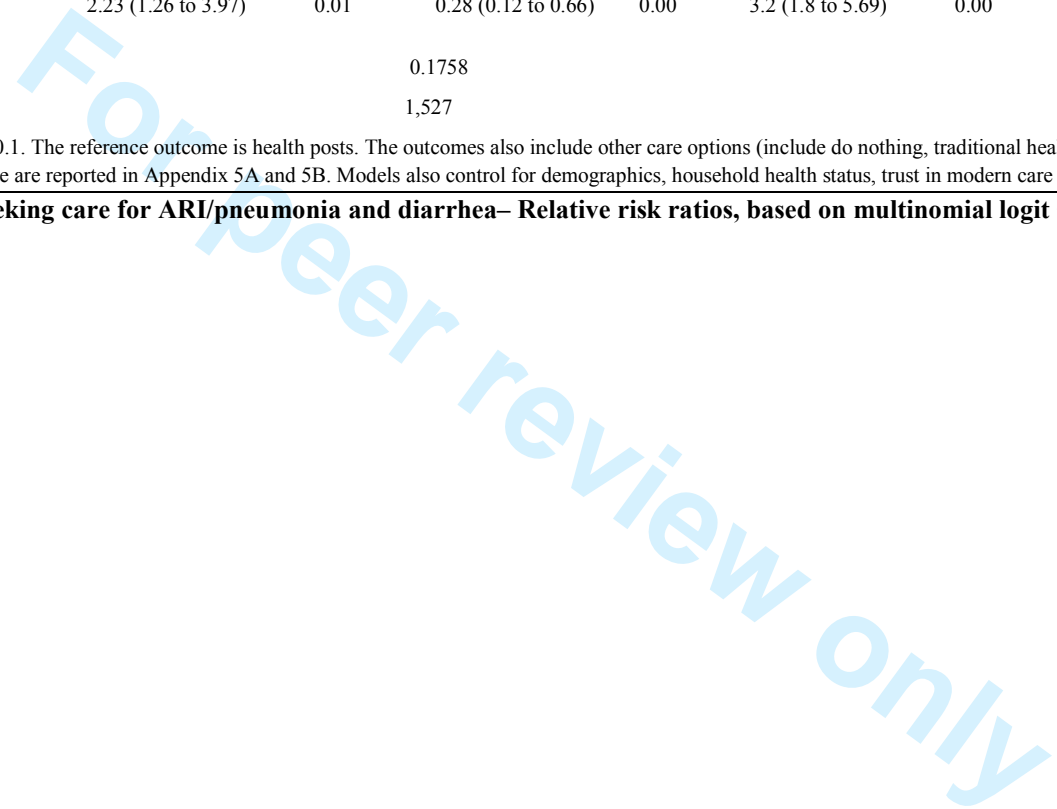 2.23 (1.26 to 3.97) 0.01 0.28 (0.12 to 0.66) 0.00 3.2 (1.8 to 5.69) 0.00
0.1758
1,527
0.1. The reference outcome is health posts. The outcomes also include other care options (include do nothing, traditional heal
e are reported in Appendix 5A and 5B. Models also control for demographics, household health status, trust in modern care
eking care for ARI/pneumonia and diarrhea– Relative risk ratios, based on multinomial logit
For peer review only